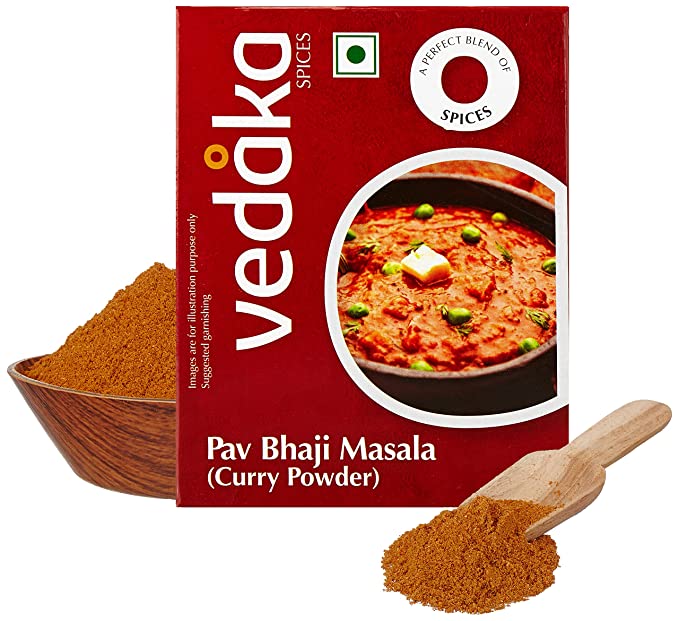 vedaka
SPICES
A PERFECT BLEND OF
SPICES
Images are for illustration purpose only
Suggested garnishing
Pav Bhaji Masala
(Curry Powder)